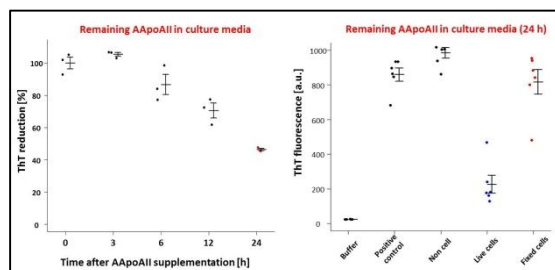 Remaining AApoAII in culture media
ThT reduction [%]
100
80
60
40
20
0
0 3 6 12 24
Time after AApoAII supplementation [h]
Remaining AApoAII in culture media (24 h)
ThT fluorescence [a.u.]
1000
800
600
400
200
0
Buffer
Positive
control
Non cell
Live cells
Fixed cells